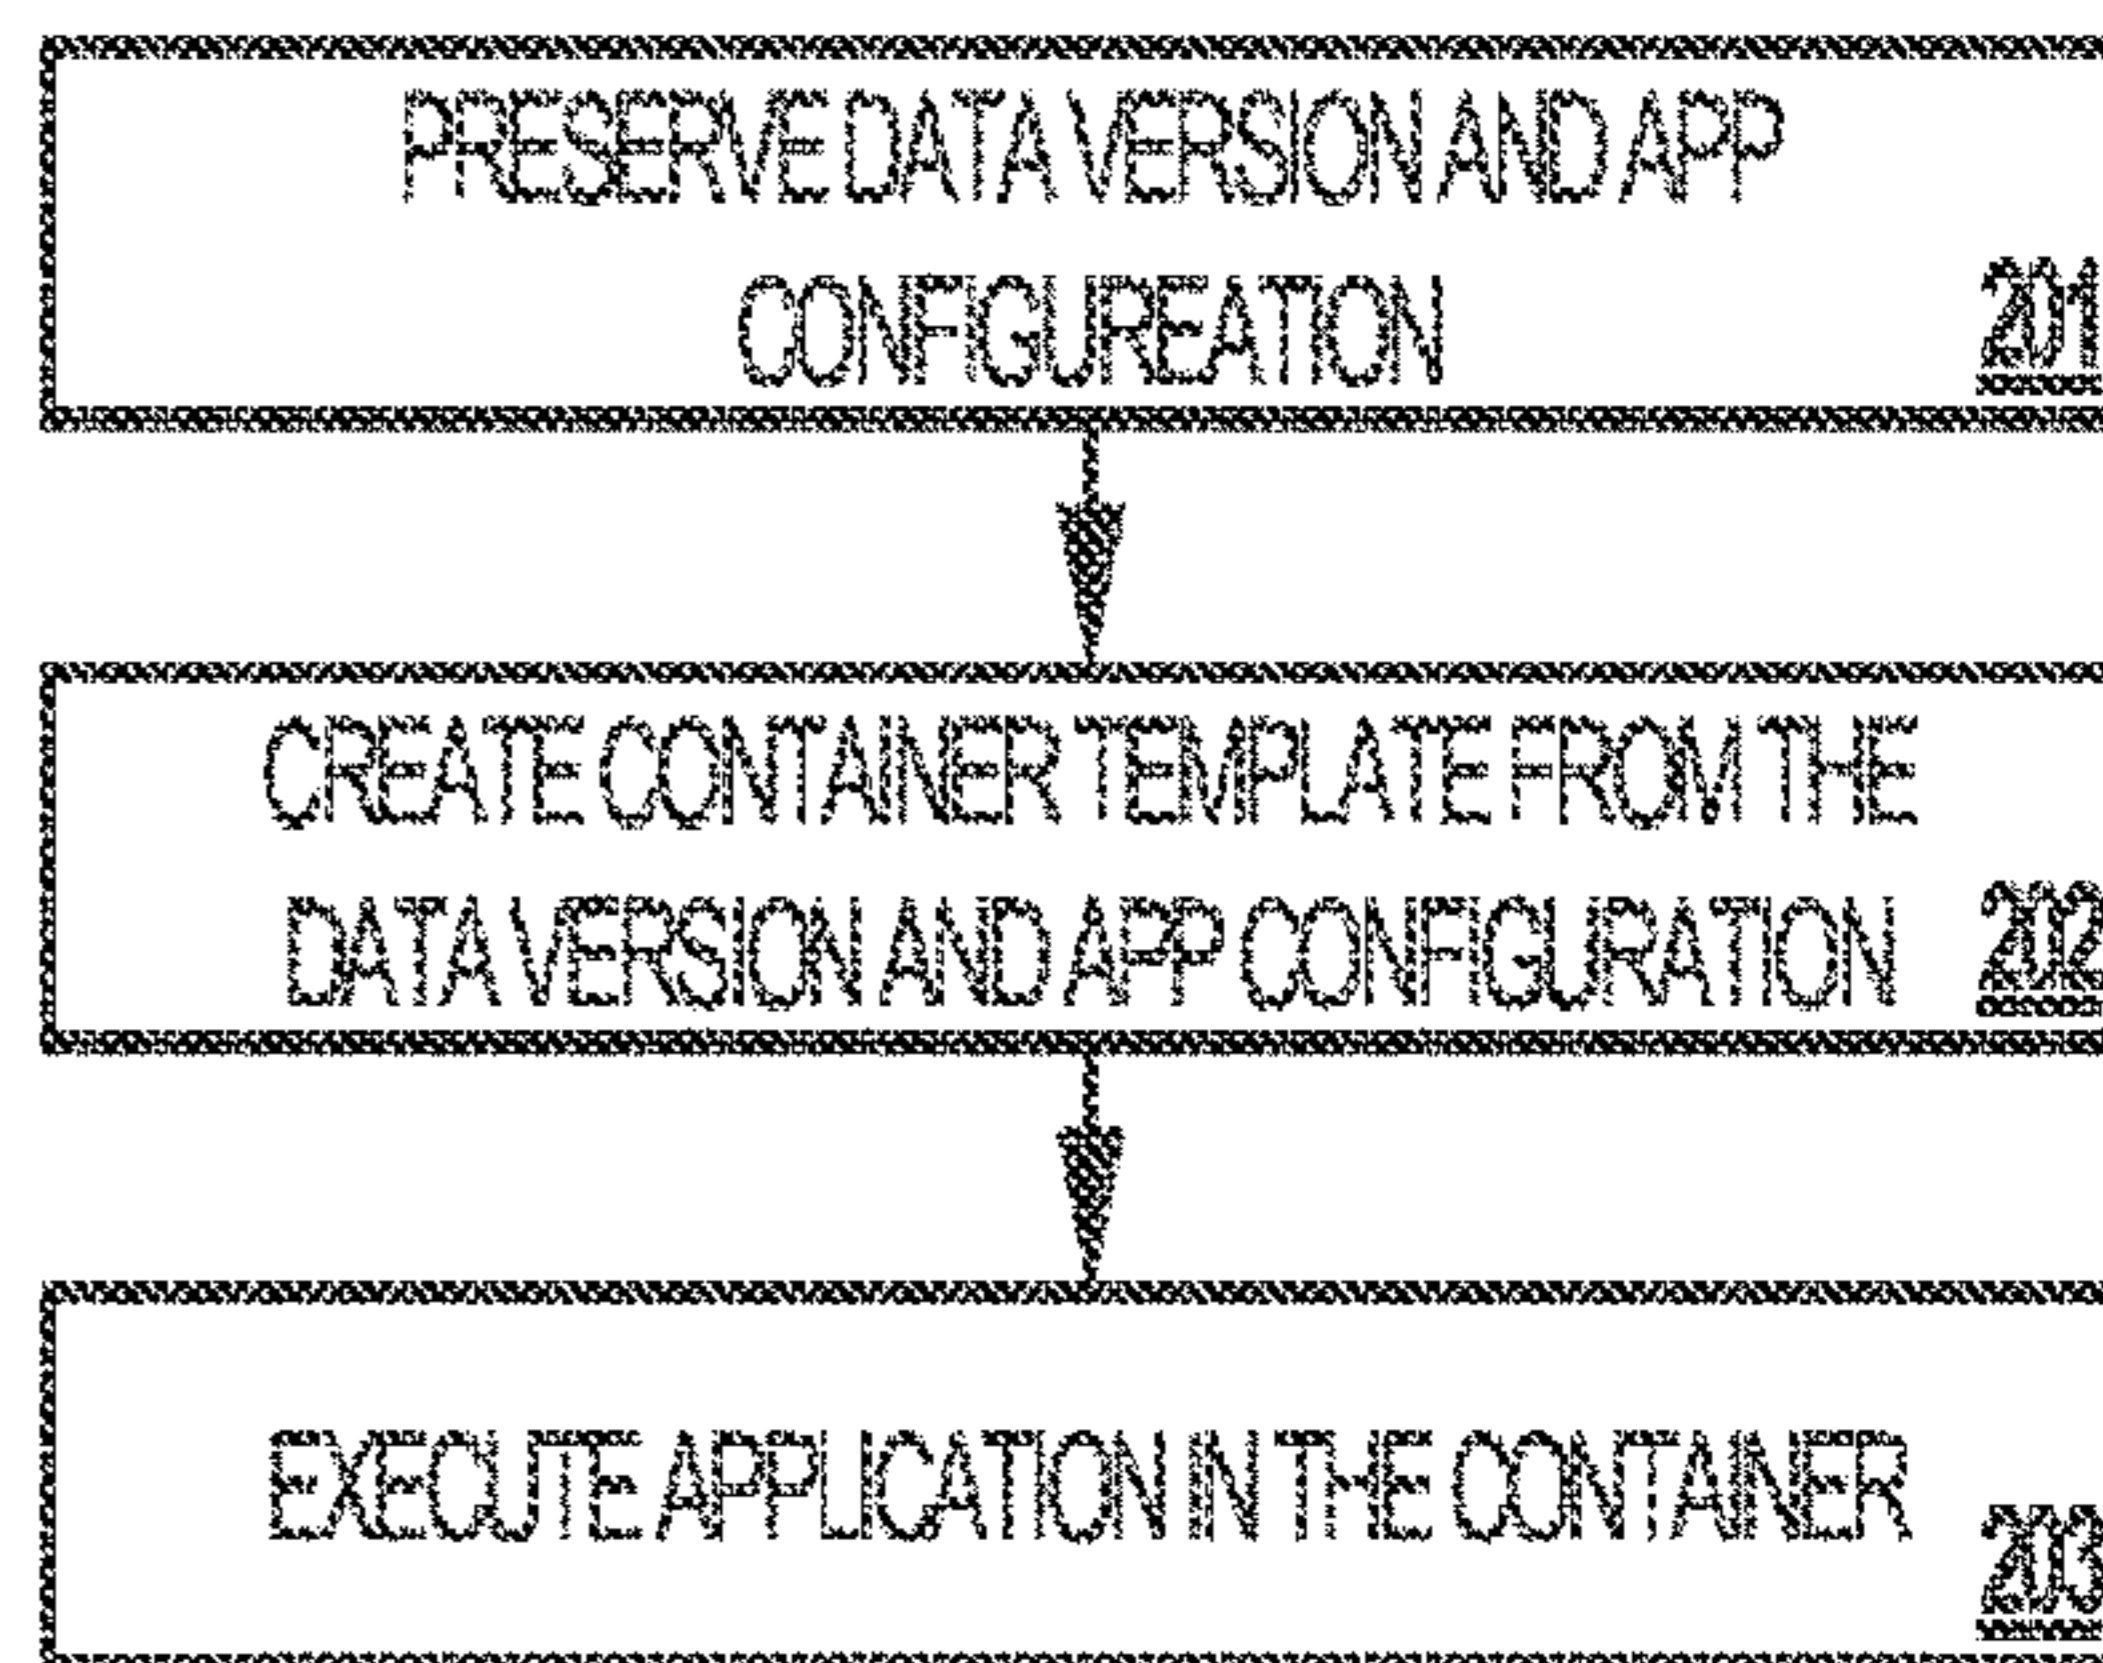 PRESERVE DATA VERSION AND APP
CONFIGUREATION
201
CREATE CONTAINER TEMPLATE FROM THE
DATA VERSION AND APP CONFIGURATION
202
EXECUTE APPLICATION IN THE CONTAINER
203